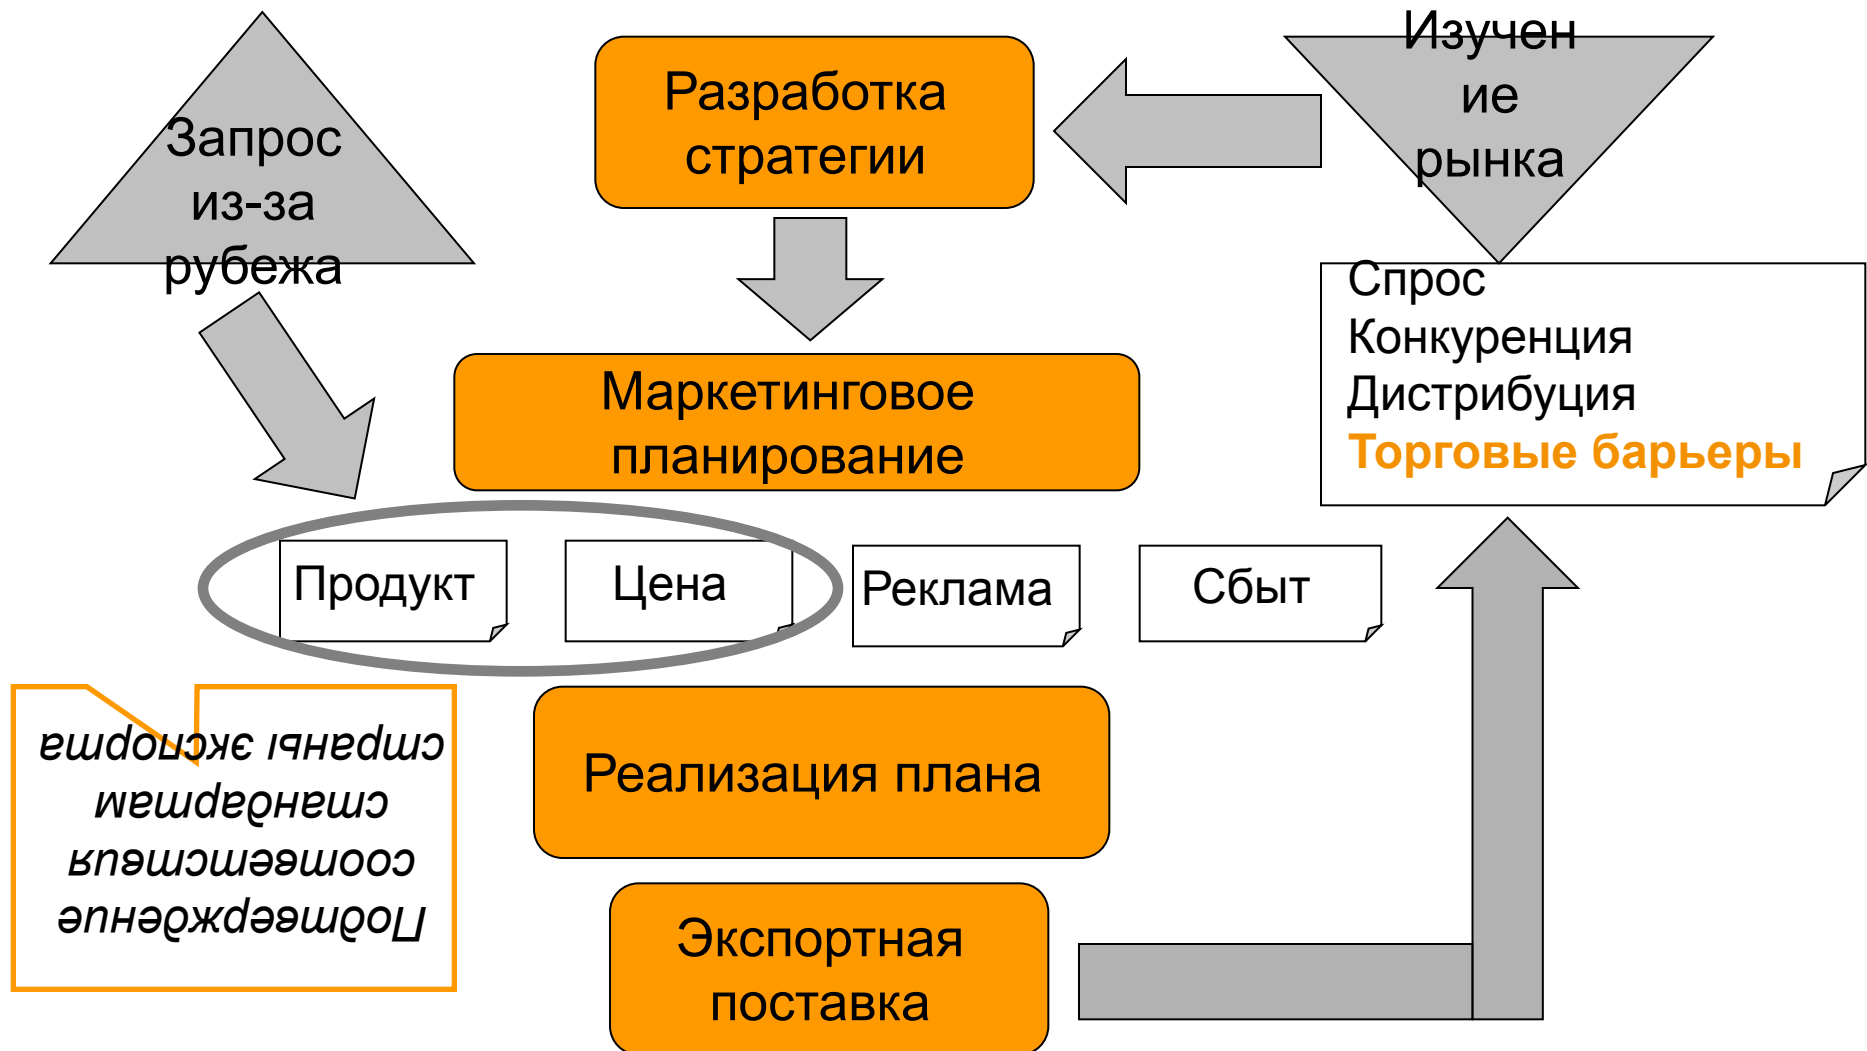 Запрос
из-за
рубежа
Разработка
стратегии
Изучен
ие
рынка
Спрос
Конкуренция
Дистрибуция
Торговые барьеры
Маркетинговое
планирование
Продукт
Цена
Реклама
Сбыт
Подтверждение
соответствия
стандартам
страны экспорта
Реализация плана
Экспортная
поставка